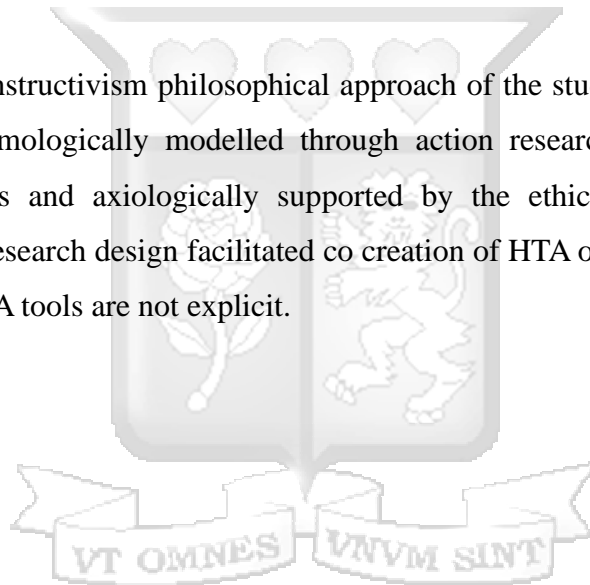 nstructivism philosophical approach of the stu
mologically modelled through action researc
s and axiologically supported by the ethic
esearch design facilitated co creation of HTA o
A tools are not explicit.
VT OMNES VNVM SINT